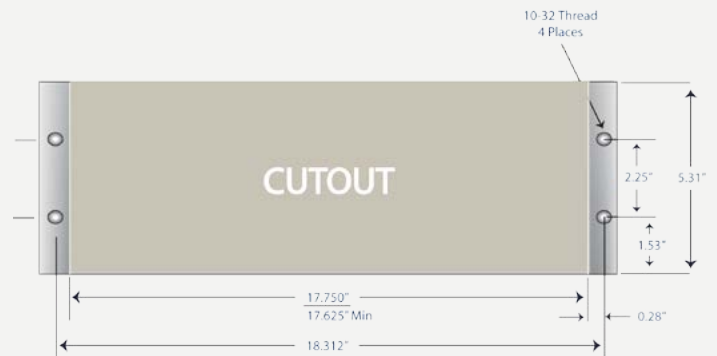 10-32 Thread
4 Places
CUTOUT
2.25"
5.31"
1.53"
17.750"
17.625" Min
0.28"
18.312"